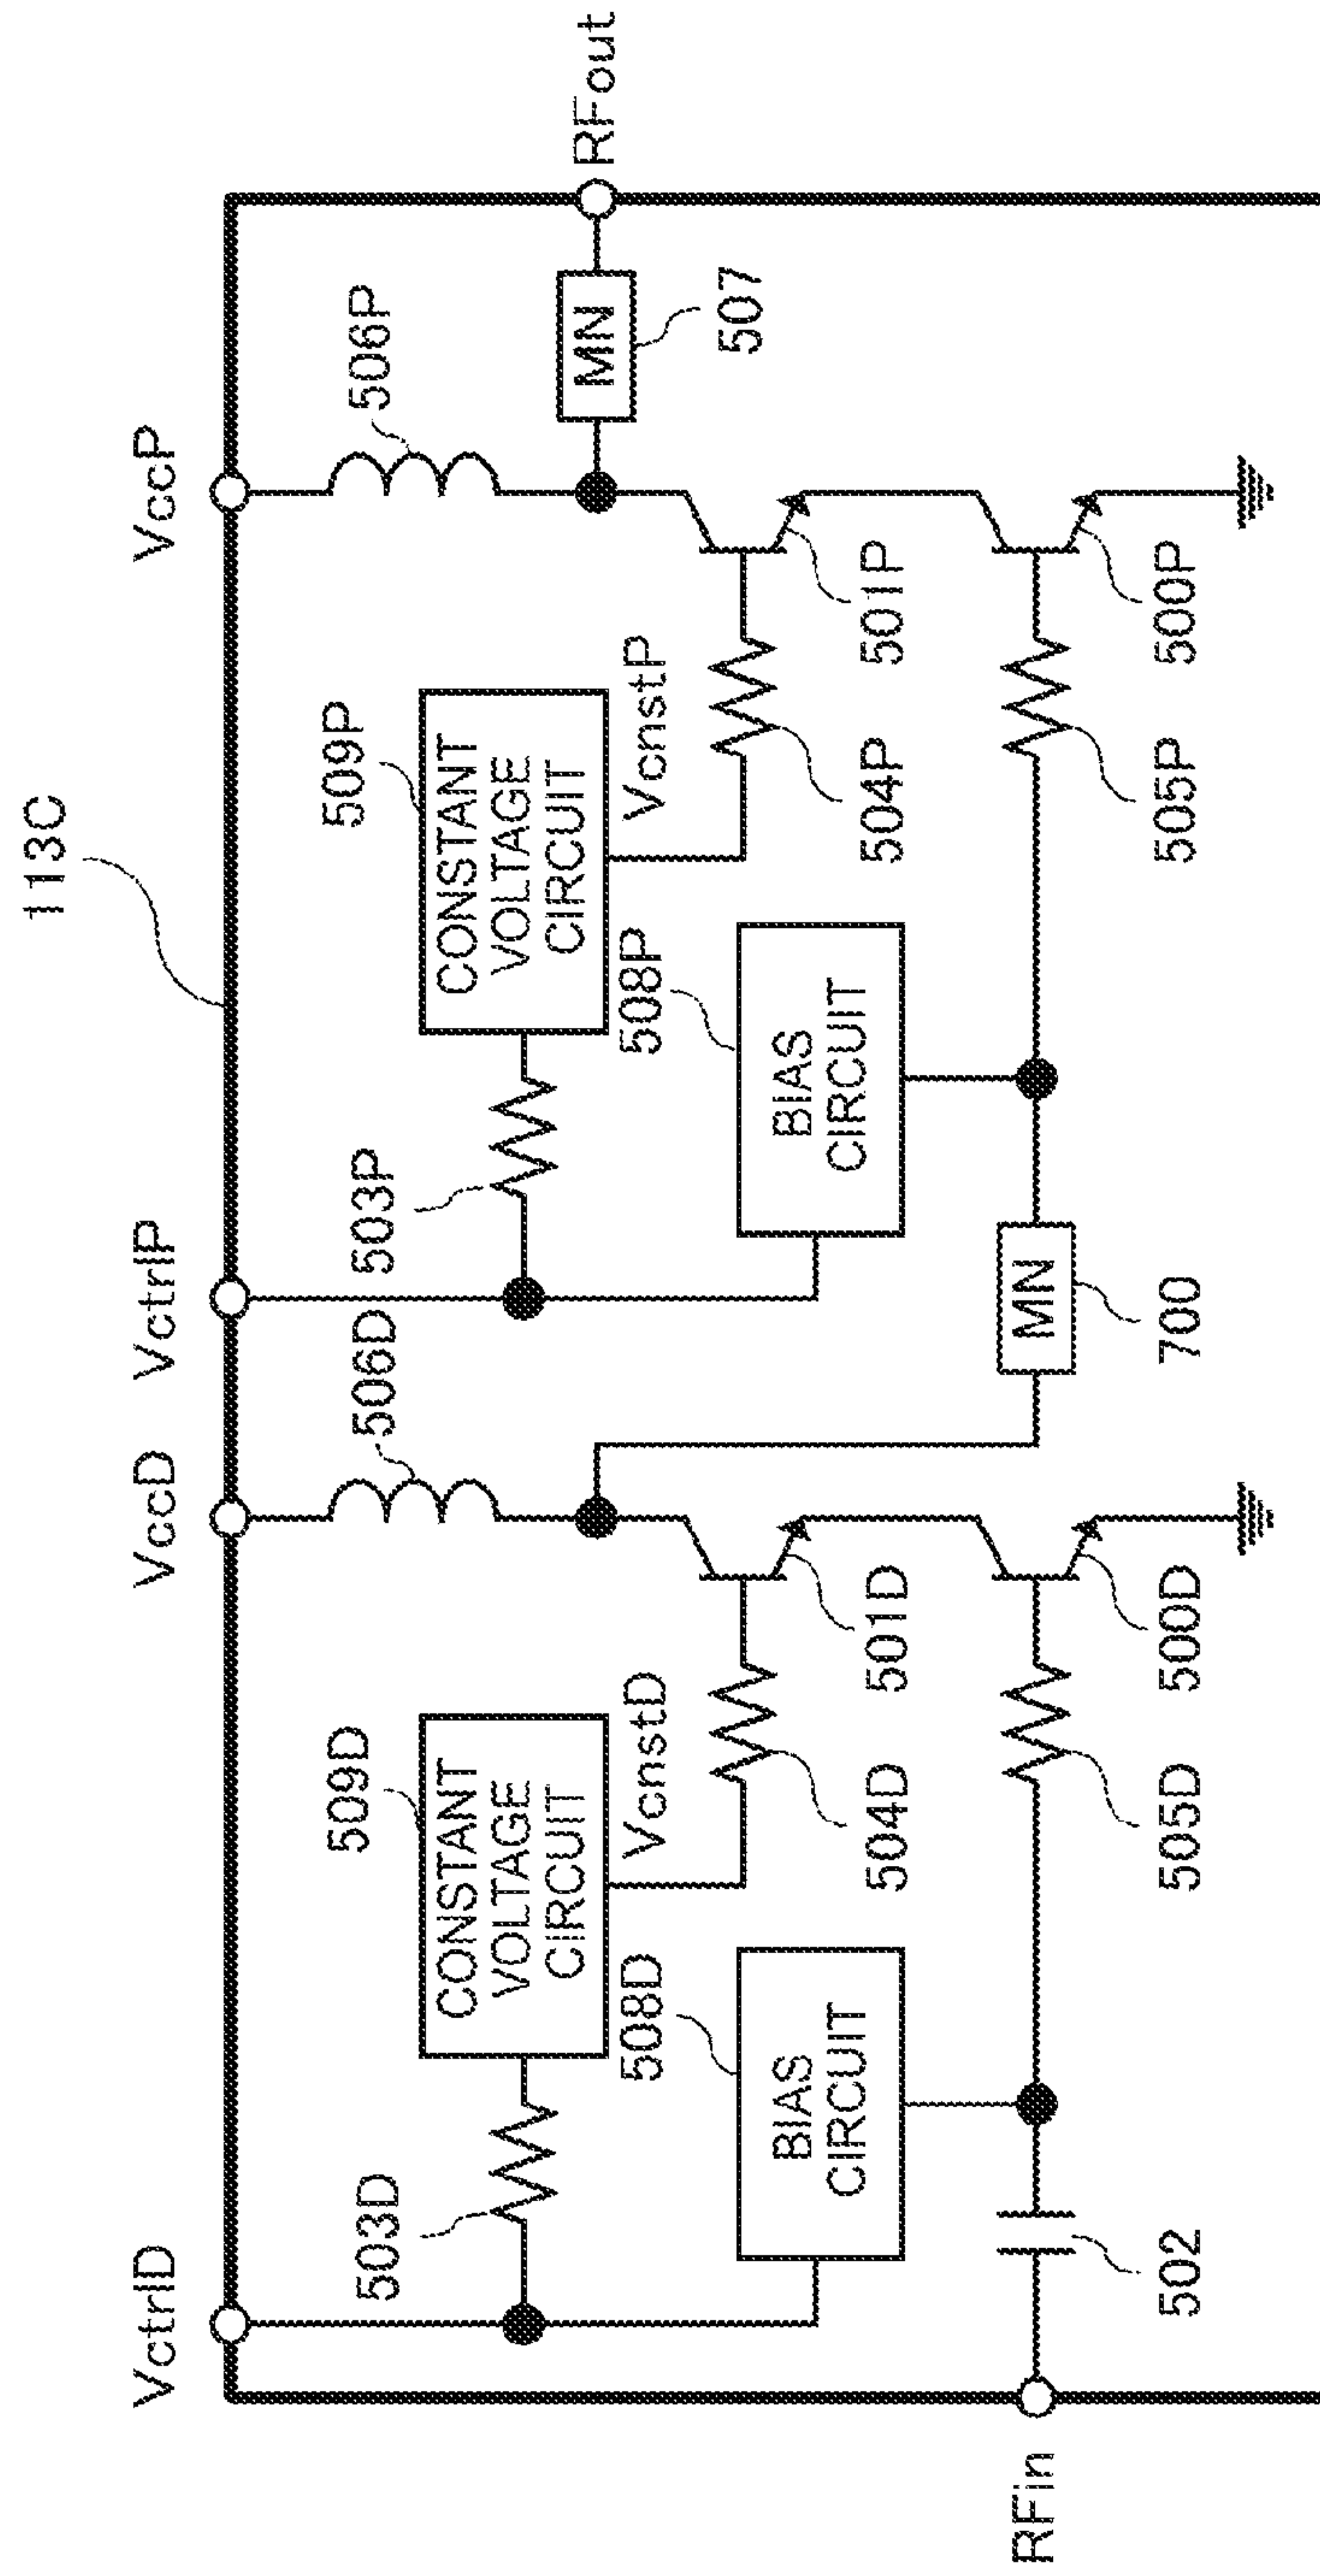 113C
VctrlD
VccD
VctrlP
VccP
503D
509D
CONSTANT
VOLTAGE
CIRCUIT
506D
503P
509P
CONSTANT
VOLTAGE
CIRCUIT
506P
508D
VcnstD
508P
VcnstP
MN
RFout
507
BIAS
CIRCUIT
504D
501D
BIAS
CIRCUIT
504P
501P
RFin
502
505D
500D
MN
700
505P
500P